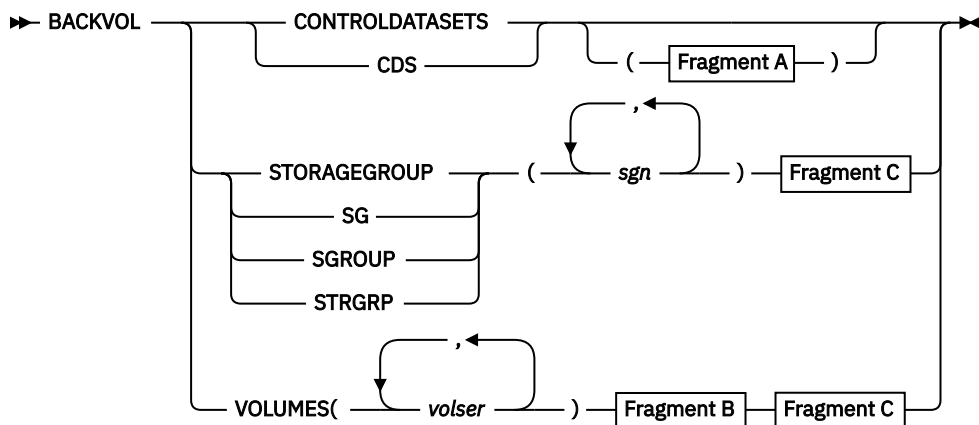 BACKVOL CONTROLDATASETS
CDS ( Fragment A )
,
STORAGEGROUP ( sgn ) Fragment C
SG
SGROUP
STRGRP
,
VOLUMES( volser ) Fragment B Fragment C